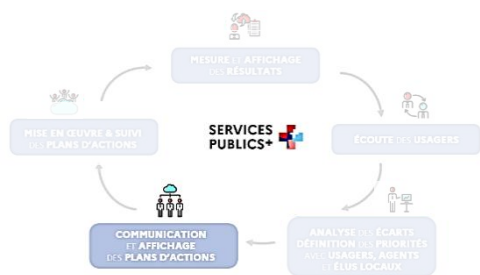 MESURE ET AFFICHAGE
DES RÉSULTATS
MISE EN ŒUVRE & SUIVI
DES PLANS D'ACTIONS
SERVICES
PUBLICS+
ÉCOUTE DES USAGERS
COMMUNICATION
ET AFFICHAGE
DES PLANS D'ACTIONS
ANALYSE DES ÉCARTS
DÉFINITION DES PRIORITÉS
AVEC USAGERS, AGENTS
ET ÉLUS LOCAUX